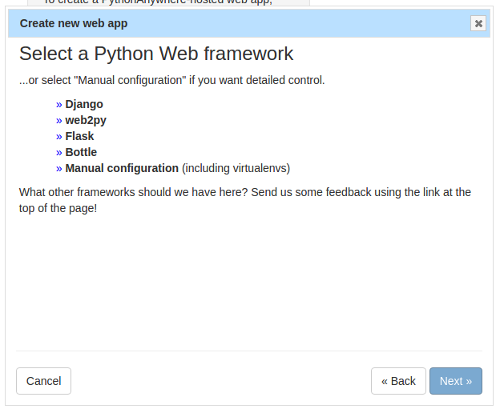 To create a PythonAnywhere-hosted web app,
Create new web app
Select a Python Web framework
...or select "Manual configuration" if you want detailed control.
» Django
» web2py
» Flask
» Bottle
» Manual configuration (including virtualenvs)
What other frameworks should we have here? Send us some feedback using the link at the
top of the page!
Cancel
« Back
Next »